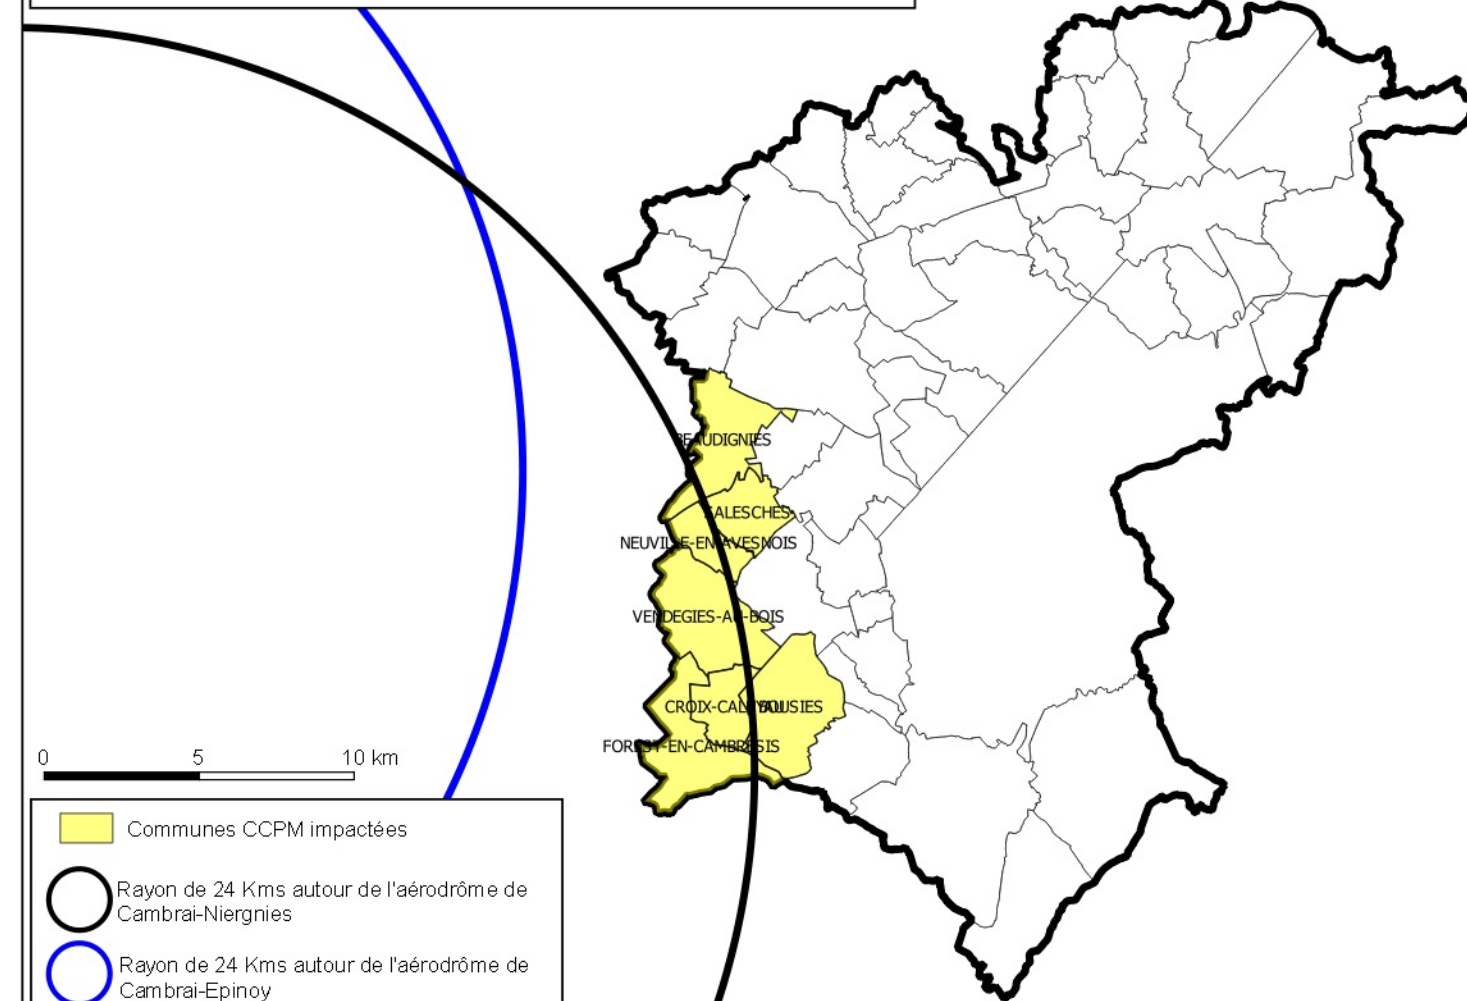 BEAUDIGNIES
SALESCHES
NEUVILLE-EN-AVESNOIS
VENDEGIES-AU-BOIS
CROIX-CALUYAU
BOUSIES
FOREST-EN-CAMBRESIS
0 5 10 km
Communes CCPM impactées
Rayon de 24 Kms autour de l'aérodrôme de
Cambrai-Niergnies
Rayon de 24 Kms autour de l'aérodrôme de
Cambrai-Epinoy